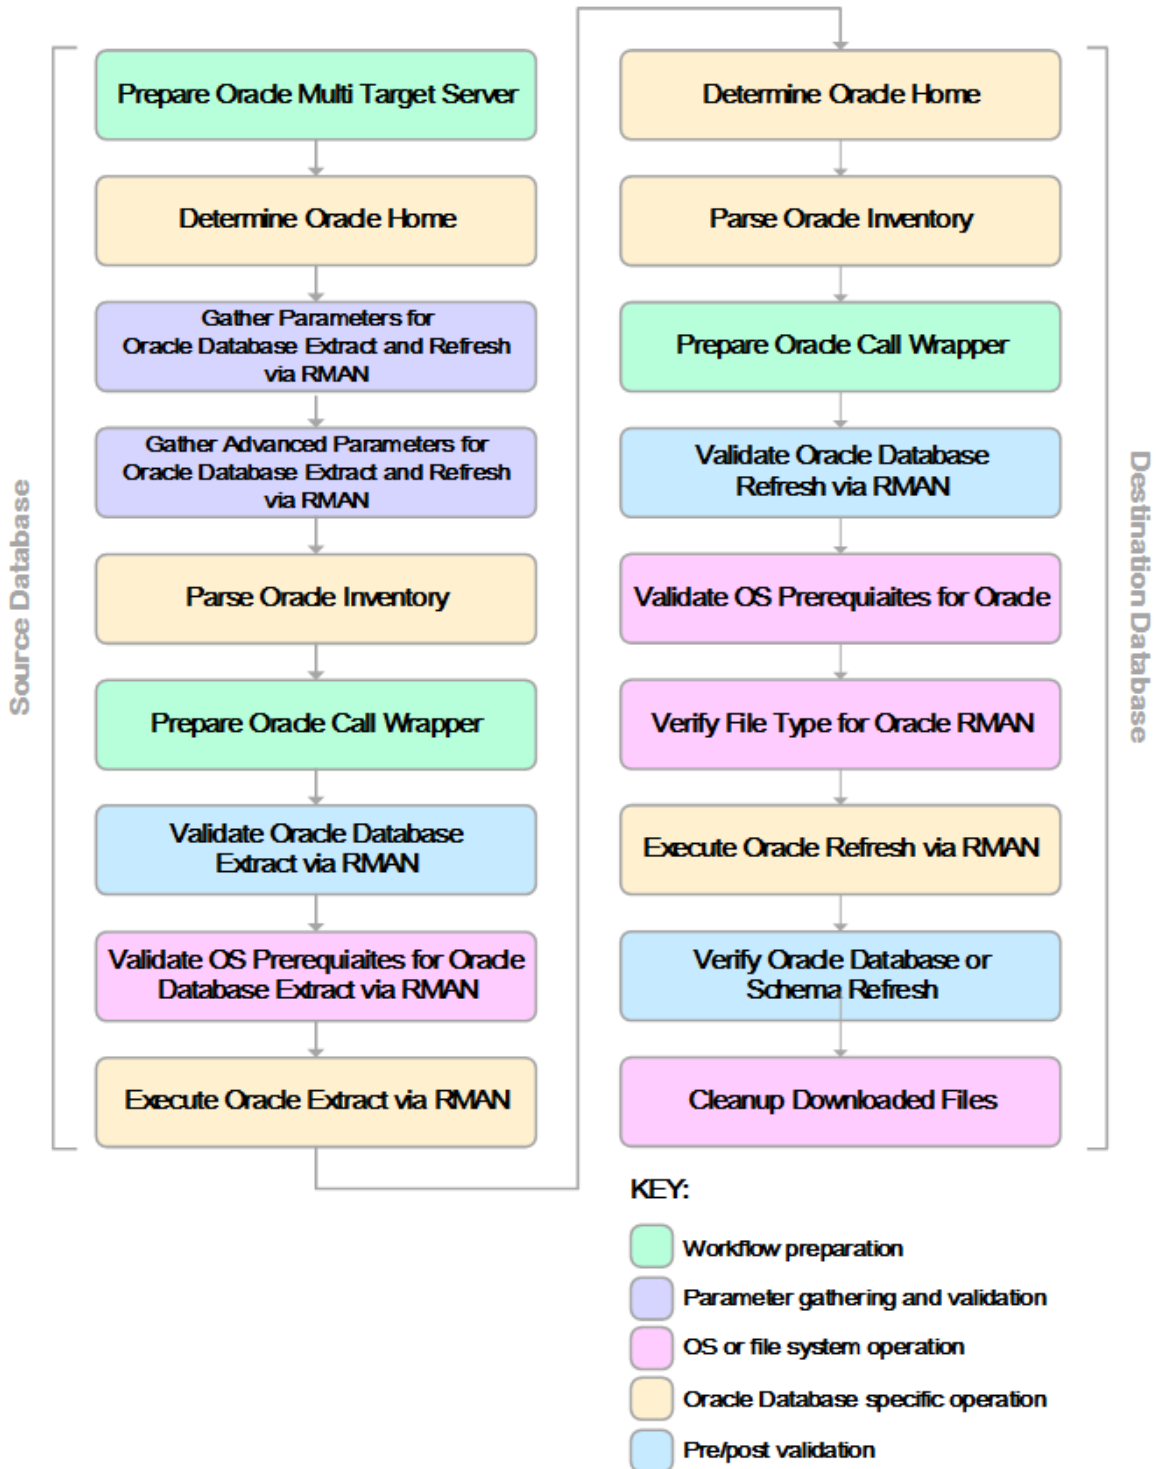 Prepare Oracle Multi Target Server
Determine Oracle Home
Gather Parameters for
Oracle Database Extract and Refresh
via RMAN
Gather Advanced Parameters for
Oracle Database Extract and Refresh
via RMAN
Parse Oracle Inventory
Prepare Oracle Call Wrapper
Validate Oracle Database
Extract via RMAN
Validate OS Prerequiaites for Oracle
Database Extract via RMAN
Execute Oracle Extract via RMAN
Source Database
Determine Oracle Home
Parse Oracle Inventory
Prepare Oracle Call Wrapper
Validate Oracle Database
Refresh via RMAN
Validate OS Prerequiaites for Oracle
Verify File Type for Oracle RMAN
Execute Oracle Refresh via RMAN
Verify Oracle Database or
Schema Refresh
Cleanup Downloaded Files
Destination Database
KEY:
Workflow preparation
Parameter gathering and validation
OS or file system operation
Oracle Database specific operation
Pre/post validation